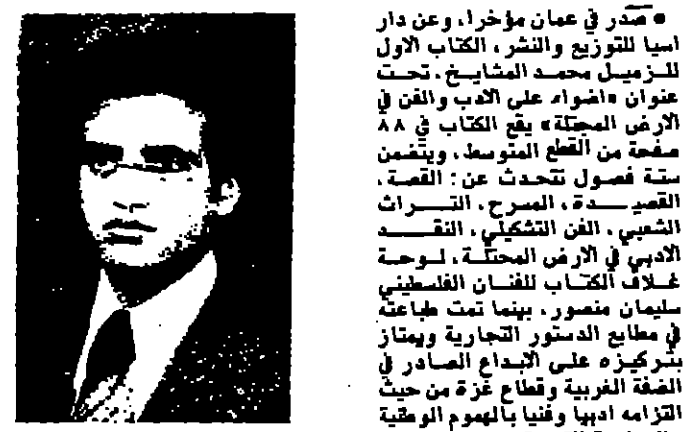 ● صدر في عمان مؤخرا، وعن دار
اسيا للتوزيع والنشر، الكتاب الاول
للزميل محمد المشايخ، تحت
عنوان «اضواء على الادب والفن في
الارض المحتلة» يقع الكتاب في ٨٨
صفحة من القطع المتوسط، ويتضمن
ستة فصول تتحدث عن: القصة،
القصيدة، المسرح، التراث
الشعبي، الفن التشكيلي، النقد
الادبي في الارض المحتلة، لوحة
غلاف الكتاب للفنان الفلسطيني
سليمان منصور، بينما تمت طباعته
في مطابع الدستور التجارية ويمتاز
بتركيزه على الابداع الصادر في
الضفة الغربية وقطاع غزة من حيث
التزامه ادبيا وفنيا بالهموم الوطنية